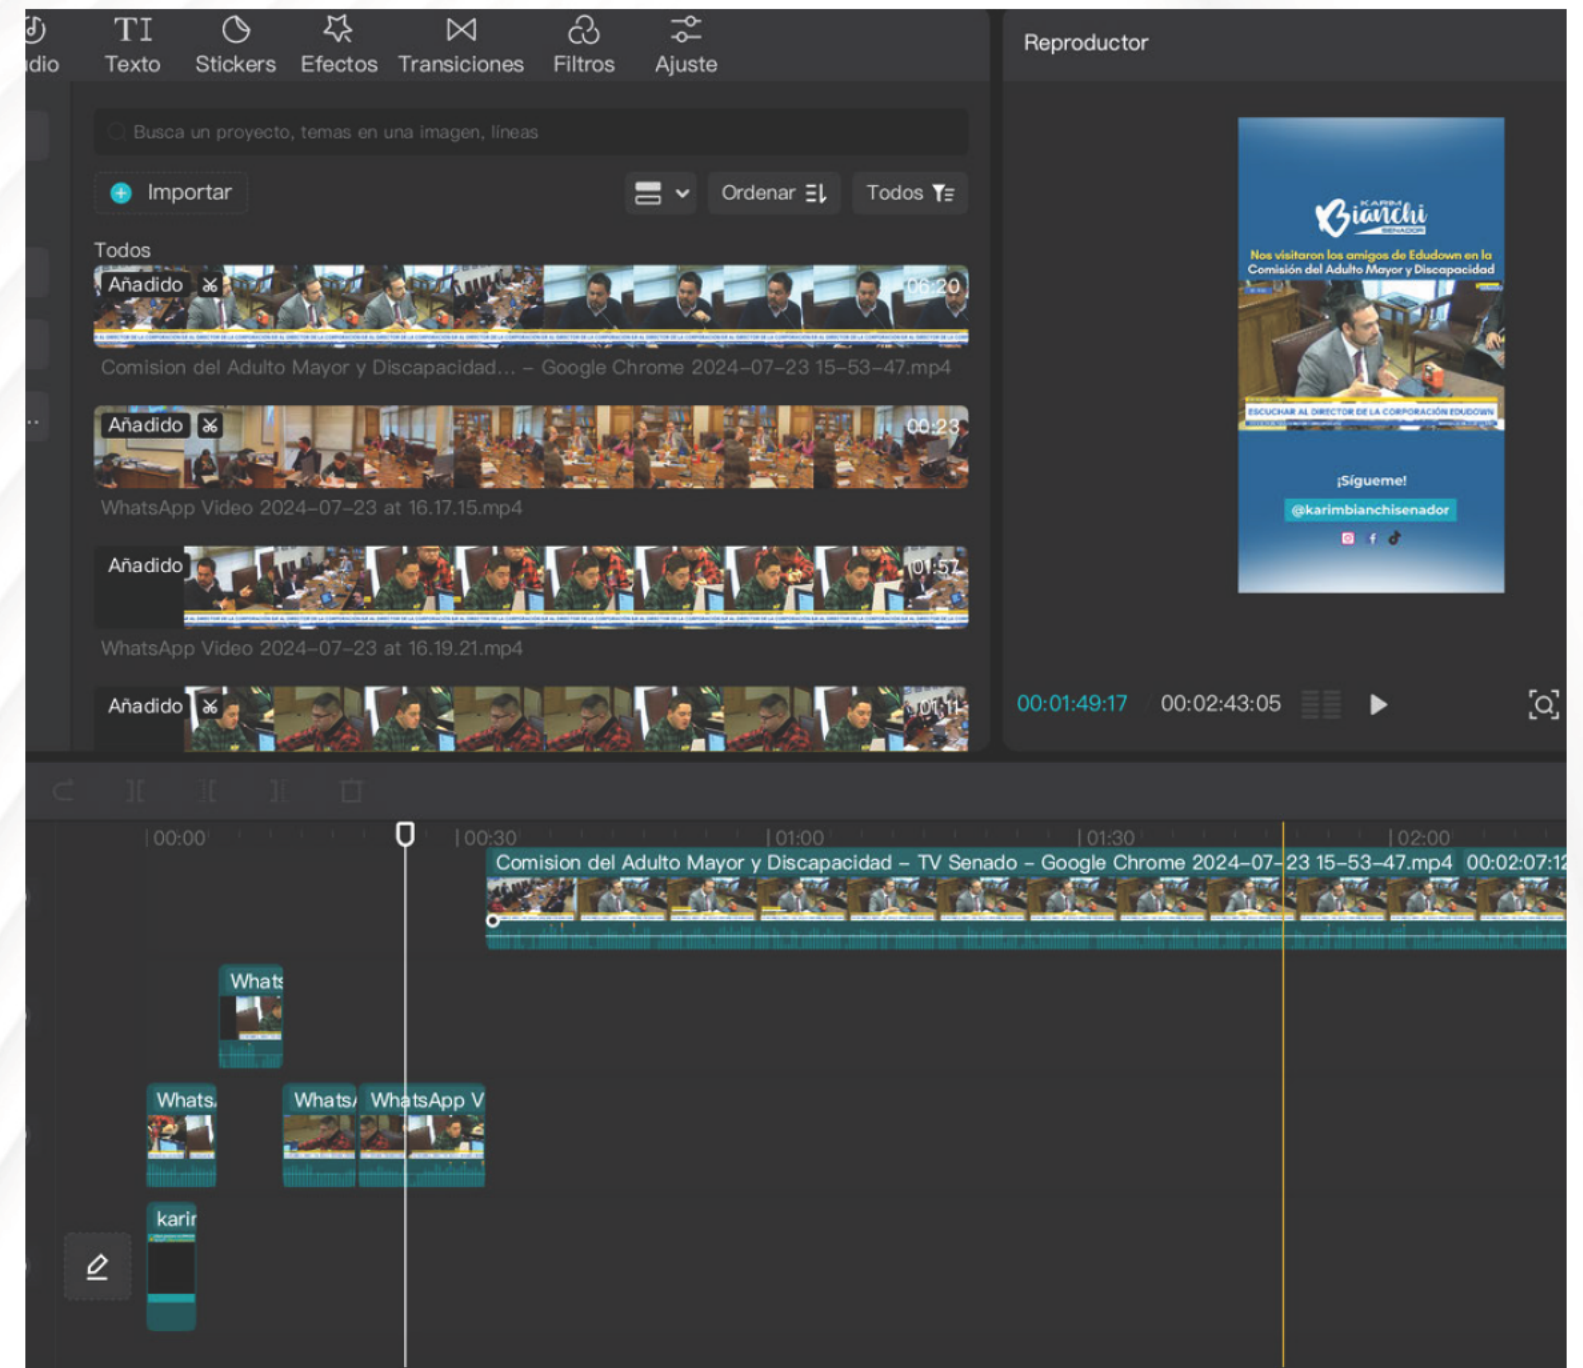 dio
Texto
Stickers
Efectos
Transiciones
Filtros
Ajuste
Reproductor
Busca un proyecto, temas en una imagen, líneas
Importar
Ordenar
Todos
Todos
Añadido
06:20
Comision del Adulto Mayor y Discapacidad... – Google Chrome 2024–07–23 15–53–47.mp4
Añadido
00:23
WhatsApp Video 2024–07–23 at 16.17.15.mp4
Añadido
01:57
WhatsApp Video 2024–07–23 at 16.19.21.mp4
Añadido
01:11
KARIM
Bianchi
SENADOR
Nos visitaron los amigos de Edudown en la
Comisión del Adulto Mayor y Discapacidad
ESCUCHAR AL DIRECTOR DE LA CORPORACIÓN EDUDOWN
¡Sígueme!
@karimbianchisenador
00:01:49:17 / 00:02:43:05
00:00
00:30
01:00
01:30
02:00
Comision del Adulto Mayor y Discapacidad – TV Senado – Google Chrome 2024–07–23 15–53–47.mp4 00:02:07:12
Whats
Whats
Whats
WhatsApp V
karir